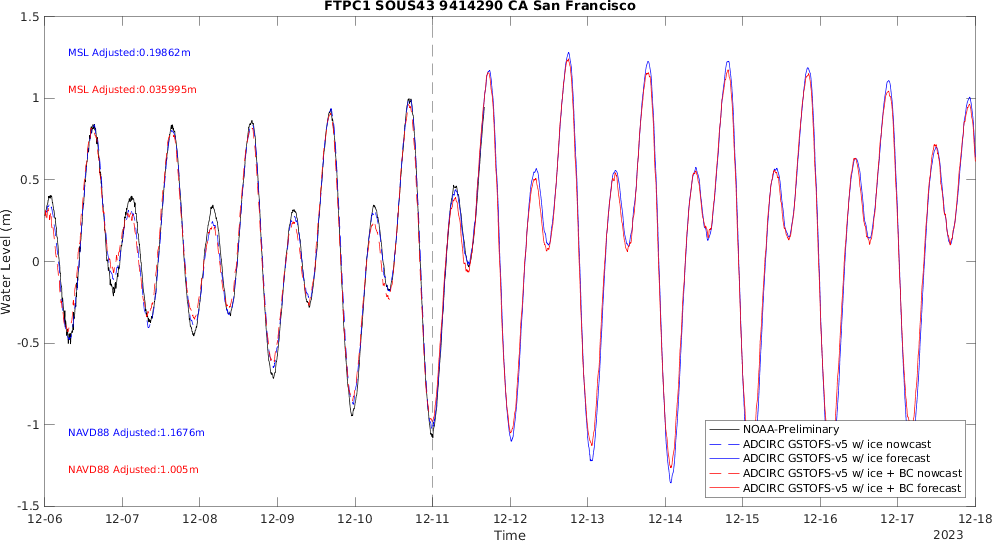 FTPC1 SOUS43 9414290 CA San Francisco
1.5
1
0.5
0
-0.5
-1
-1.5
Water Level (m)
MSL Adjusted:0.19862m
MSL Adjusted:0.035995m
NAVD88 Adjusted:1.1676m
NAVD88 Adjusted:1.005m
NOAA-Preliminary
ADCIRC GSTOFS-v5 w/ ice nowcast
ADCIRC GSTOFS-v5 w/ ice forecast
ADCIRC GSTOFS-v5 w/ ice + BC nowcast
ADCIRC GSTOFS-v5 w/ ice + BC forecast
12-06 12-07 12-08 12-09 12-10 12-11 12-12 12-13 12-14 12-15 12-16 12-17 12-18
Time
2023